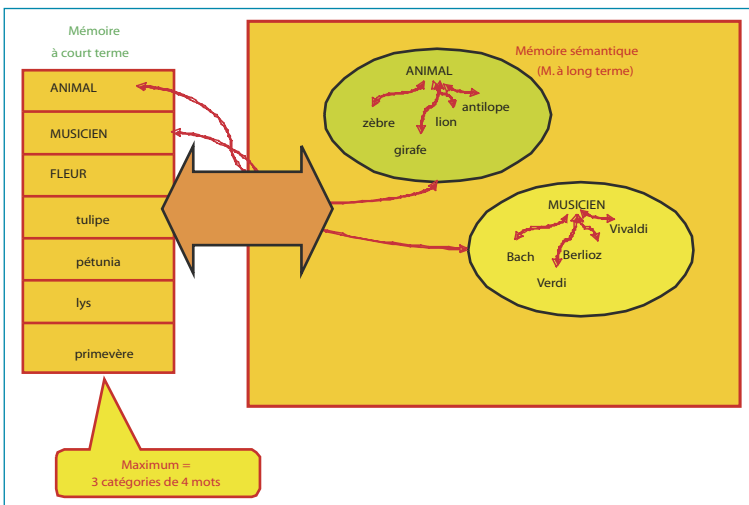 Mémoire
à court terme
ANIMAL
MUSICIEN
FLEUR
tulipe
pétunia
lys
primevère
Maximum =
3 catégories de 4 mots
Mémoire sémantique
(M. à long terme)
ANIMAL
zèbre
lion
antilope
girafe
MUSICIEN
Vivaldi
Bach
Berlioz
Verdi